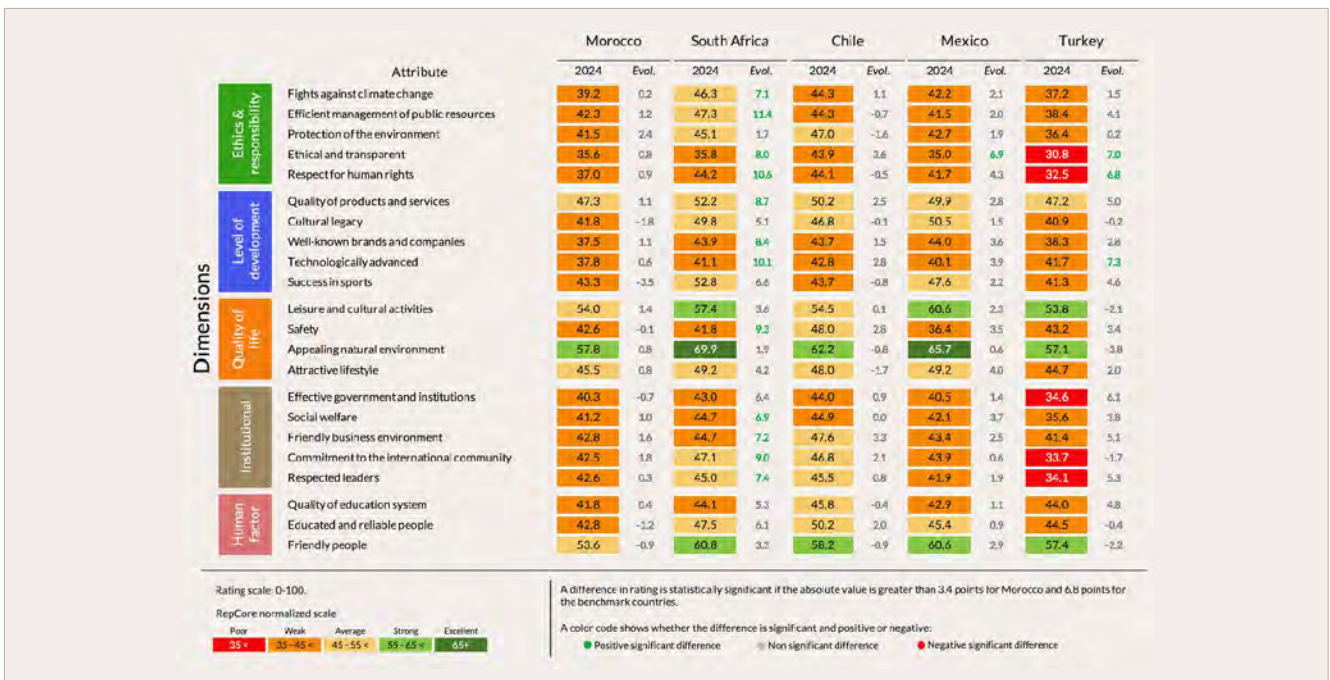 Morocco South Africa Chile Mexico Turkey
Attribute 2024 Evol. 2024 Evol. 2024 Evol. 2024 Evol. 2024 Evol.
Dimensions
Ethics & responsibility
Fights against climate change 39.2 0.2 46.3 7.1 44.3 1.1 42.2 2.1 37.2 1.5
Efficient management of public resources 42.3 1.2 47.3 11.4 44.3 -0.7 41.5 2.0 38.4 4.1
Protection of the environment 41.5 2.4 45.1 1.7 47.0 -1.6 42.7 1.9 36.4 0.2
Ethical and transparent 35.6 0.8 35.8 8.0 43.9 3.6 35.0 6.9 30.8 7.0
Respect for human rights 37.0 0.9 44.2 10.6 44.1 -0.5 41.7 4.3 32.5 6.8
Level of development
Quality of products and services 47.3 1.1 52.2 8.7 50.2 2.5 49.9 2.8 47.2 5.0
Cultural legacy 41.8 -1.8 49.8 5.1 46.8 -0.1 50.5 1.5 40.9 -0.2
Well-known brands and companies 37.5 1.1 43.9 8.4 43.7 1.5 44.0 3.6 38.3 2.8
Technologically advanced 37.8 0.6 41.1 10.1 42.8 2.8 40.1 3.9 41.7 7.3
Success in sports 43.3 -3.5 52.8 6.6 43.7 -0.8 47.6 2.2 41.3 4.6
Quality of life
Leisure and cultural activities 54.0 1.4 57.4 3.6 54.5 0.1 60.6 2.3 53.8 -2.1
Safety 42.6 -0.1 41.8 9.3 48.0 2.8 36.4 3.5 43.2 3.4
Appealing natural environment 57.8 0.8 69.9 1.9 62.2 -0.8 65.7 0.6 57.1 -3.8
Attractive lifestyle 45.5 0.8 49.2 4.2 48.0 -1.7 49.2 4.0 44.7 2.0
Institutional
Effective government and institutions 40.3 -0.7 43.0 6.4 44.0 0.9 40.5 1.4 34.6 6.1
Social welfare 41.2 1.0 44.7 6.9 44.9 0.0 42.1 3.7 35.6 3.8
Friendly business environment 42.8 1.6 44.7 7.2 47.6 3.3 43.4 2.5 41.4 5.1
Commitment to the international community 42.5 1.8 47.1 9.0 46.8 2.1 43.9 0.6 33.7 -1.7
Respected leaders 42.6 0.3 45.0 7.4 45.5 0.8 41.9 1.9 34.1 5.3
Human factor
Quality of education system 41.8 0.4 44.1 5.3 45.8 -0.4 42.9 1.1 44.0 4.8
Educated and reliable people 42.8 -1.2 47.5 6.1 50.2 2.0 45.4 0.9 44.5 -0.4
Friendly people 53.6 -0.9 60.8 3.2 58.2 -0.9 60.6 2.9 57.4 -2.2
Rating scale: 0-100.
RepCore normalized scale
Poor Weak Average Strong Excellent
35 < 35-45 < 45-55 < 55-65 < 65+
A difference in rating is statistically significant if the absolute value is greater than 3.4 points for Morocco and 6.8 points for
the benchmark countries.
A color code shows whether the difference is significant and positive or negative:
Positive significant difference Non significant difference Negative significant difference